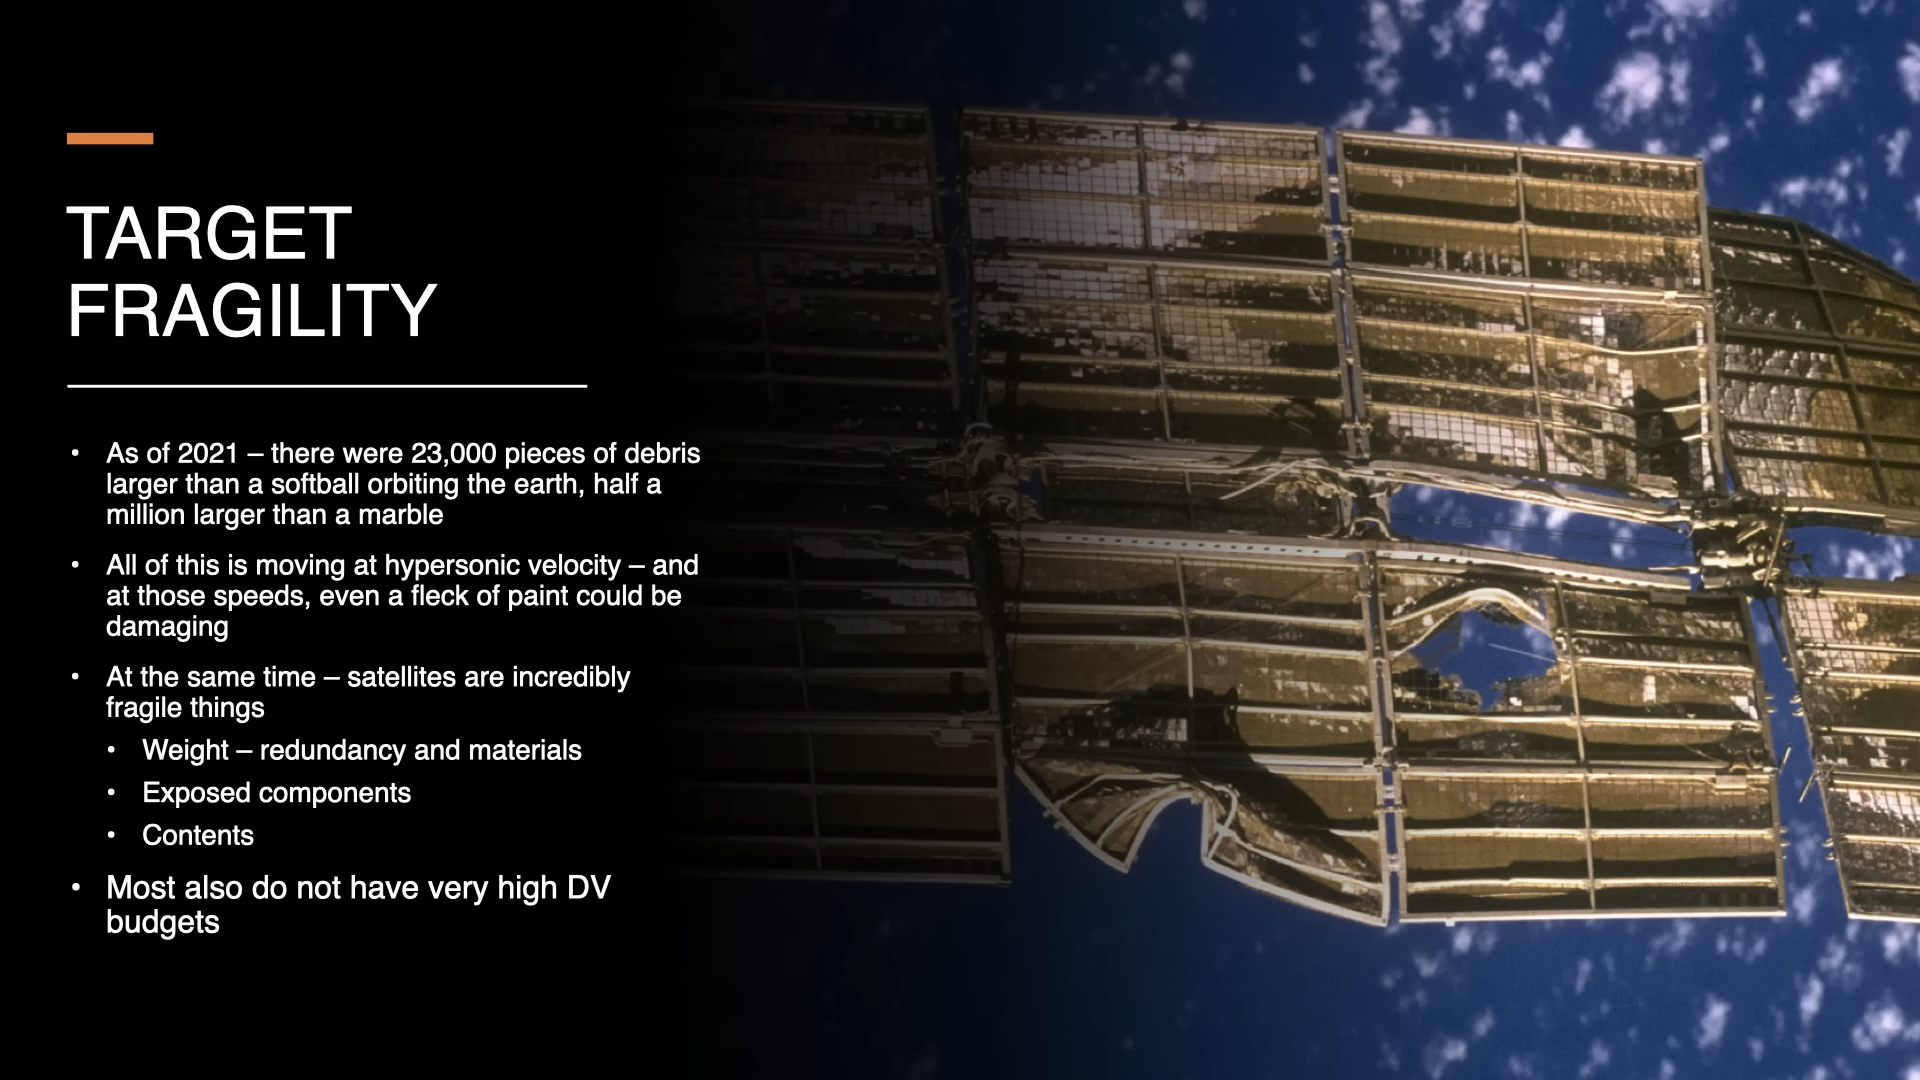 TARGET
FRAGILITY
• As of 2021 – there were 23,000 pieces of debris
larger than a softball orbiting the earth, half a
million larger than a marble
• All of this is moving at hypersonic velocity – and
at those speeds, even a fleck of paint could be
damaging
• At the same time – satellites are incredibly
fragile things
• Weight – redundancy and materials
• Exposed components
• Contents
• Most also do not have very high DV
budgets